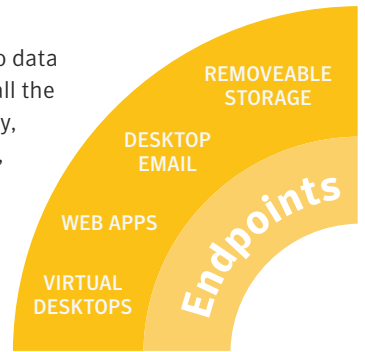 o data
all the
y,
,
REMOVEABLE
STORAGE
DESKTOP
EMAIL
WEB APPS
VIRTUAL
DESKTOPS
Endpoints